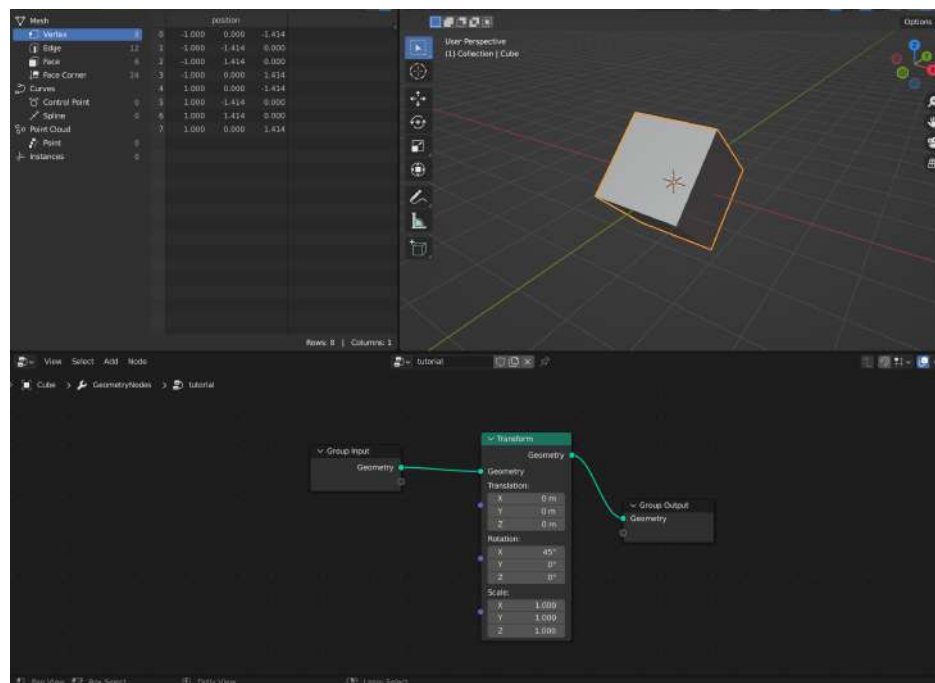 Mesh
Vertex 8
Edge 12
Face 6
Face Corner 24
Curves
Control Point 0
Spline 0
Point Cloud
Point 0
Instances 0
position
0 -1.000 0.000 -1.414
1 -1.000 -1.414 0.000
2 -1.000 1.414 0.000
3 -1.000 0.000 1.414
4 1.000 0.000 -1.414
5 1.000 -1.414 0.000
6 1.000 1.414 0.000
7 1.000 0.000 1.414
Rows: 8 | Columns: 1
Options
User Perspective
(1) Collection | Cube
View Select Add Node
tutorial
Cube > GeometryNodes > tutorial
Group Input
Geometry
Transform
Geometry
Geometry
Translation:
X 0 m
Y 0 m
Z 0 m
Rotation:
X 45°
Y 0°
Z 0°
Scale:
X 1.000
Y 1.000
Z 1.000
Group Output
Geometry